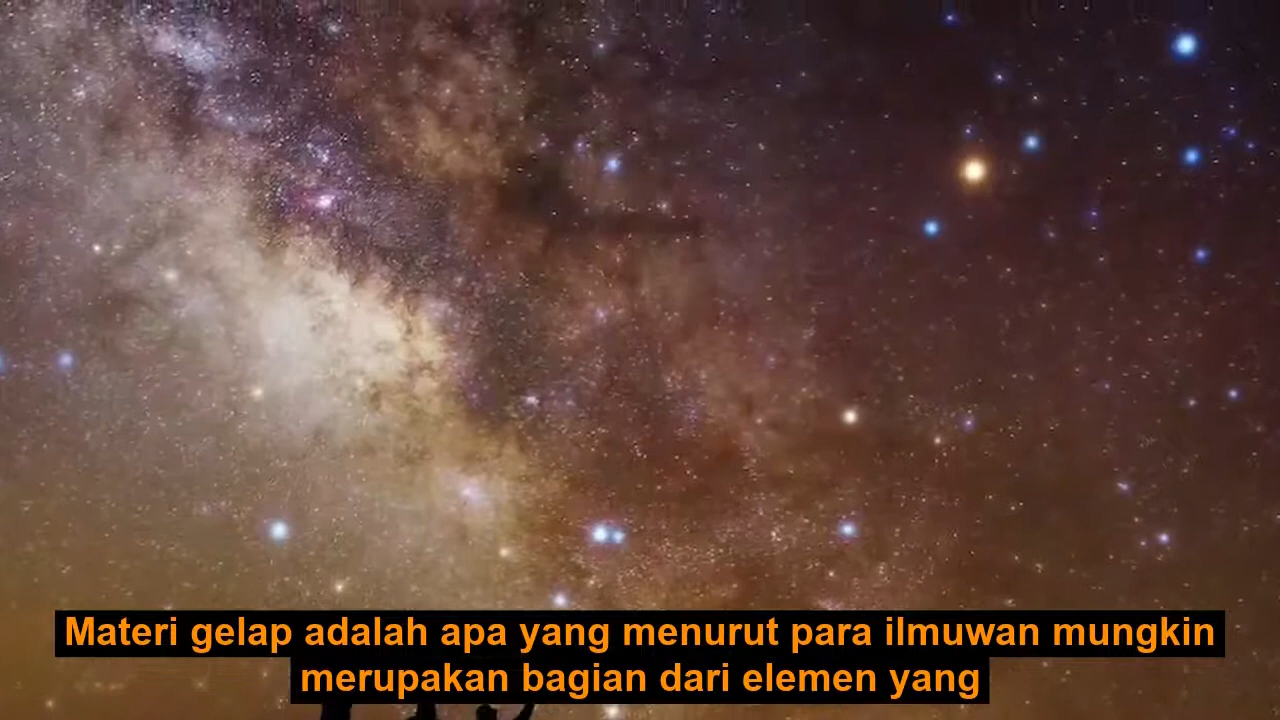 Materi gelap adalah apa yang menurut para ilmuwan mungkin
merupakan bagian dari elemen yang